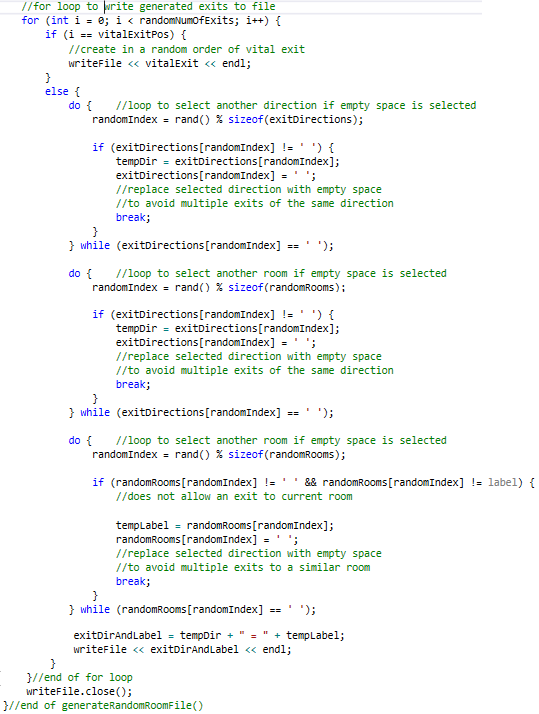 //for loop to write generated exits to file
for (int i = 0; i < randomNumOfExits; i++) {
if (i == vitalExitPos) {
//create in a random order of vital exit
writeFile << vitalExit << endl;
}
else {
do {    //loop to select another direction if empty space is selected
randomIndex = rand() % sizeof(exitDirections);
if (exitDirections[randomIndex] != ' ') {
tempDir = exitDirections[randomIndex];
exitDirections[randomIndex] = ' ';
//replace selected direction with empty space
//to avoid multiple exits of the same direction
break;
}
} while (exitDirections[randomIndex] == ' ');
do {    //loop to select another room if empty space is selected
randomIndex = rand() % sizeof(randomRooms);
if (exitDirections[randomIndex] != ' ') {
tempDir = exitDirections[randomIndex];
exitDirections[randomIndex] = ' ';
//replace selected direction with empty space
//to avoid multiple exits of the same direction
break;
}
} while (exitDirections[randomIndex] == ' ');
do {    //loop to select another room if empty space is selected
randomIndex = rand() % sizeof(randomRooms);
if (randomRooms[randomIndex] != ' ' && randomRooms[randomIndex] != label) {
//does not allow an exit to current room
tempLabel = randomRooms[randomIndex];
randomRooms[randomIndex] = ' ';
//replace selected direction with empty space
//to avoid multiple exits to a similar room
break;
}
} while (randomRooms[randomIndex] == ' ');
exitDirAndLabel = tempDir + " = " + tempLabel;
writeFile << exitDirAndLabel << endl;
}
}//end of for loop
writeFile.close();
}//end of generateRandomRoomFile()